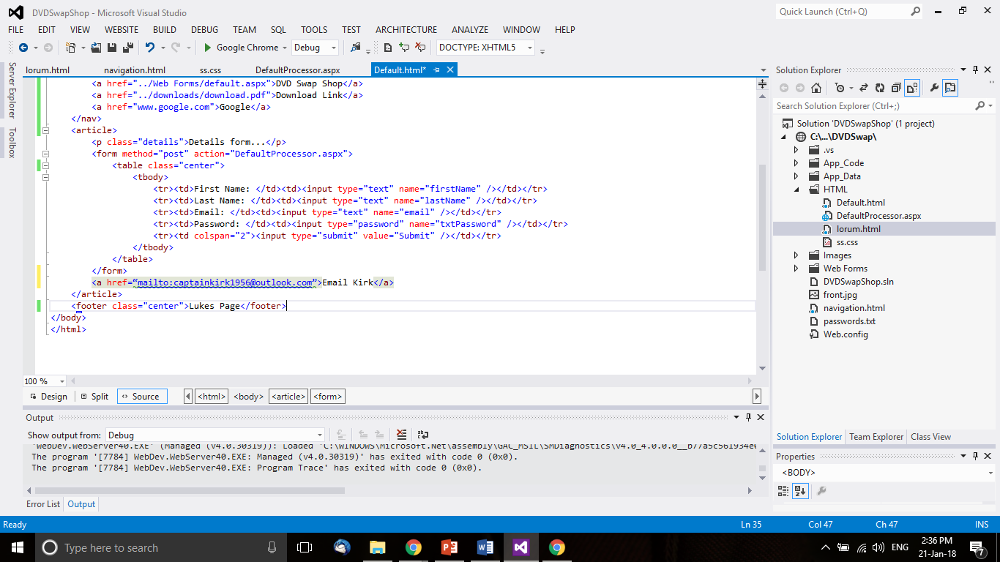 DVDSwapShop - Microsoft Visual Studio
Quick Launch (Ctrl+Q)
FILE EDIT VIEW WEBSITE BUILD DEBUG TEAM SQL TOOLS TEST ARCHITECTURE ANALYZE WINDOW HELP
Google Chrome Debug DOCTYPE: XHTML5
Server Explorer
Toolbox
lorum.html navigation.html ss.css DefaultProcessor.aspx Default.html*
<a href="../Web Forms/default.aspx">DVD Swap Shop</a>
<a href="../downloads/download.pdf">Download Link</a>
<a href="www.google.com">Google</a>
</nav>
<article>
<p class="details">Details form...</p>
<form method="post" action="DefaultProcessor.aspx">
<table class="center">
<tbody>
<tr><td>First Name: </td><td><input type="text" name="firstName" /></td></tr>
<tr><td>Last Name: </td><td><input type="text" name="lastName" /></td></tr>
<tr><td>Email: </td><td><input type="text" name="email" /></td></tr>
<tr><td>Password: </td><td><input type="password" name="txtPassword" /></td></tr>
<tr><td colspan="2"><input type="submit" value="Submit" /></td></tr>
</tbody>
</table>
</form>
<a href=“mailto:captainkirk1956@outlook.com”>Email Kirk</a>
</article>
<footer class="center">Lukes Page</footer>
</body>
</html>
100 %
Design Split Source <html> <body> <article> <form>
Output
Show output from: Debug
'WebDev.WebServer40.EXE' (Managed (v4.0.30319)): Loaded 'C:\WINDOWS\Microsoft.Net\assembly\GAC_MSIL\SMDiagnostics\v4.0_4.0.0.0__b77a5c561934e0
The program '[7784] WebDev.WebServer40.EXE: Managed (v4.0.30319)' has exited with code 0 (0x0).
The program '[7784] WebDev.WebServer40.EXE: Program Trace' has exited with code 0 (0x0).
Error List Output
Solution Explorer
Search Solution Explorer (Ctrl+;)
Solution 'DVDSwapShop' (1 project)
C:\...\DVDSwap\
.vs
App_Code
App_Data
HTML
Default.html
DefaultProcessor.aspx
lorum.html
ss.css
Images
Web Forms
DVDSwapShop.sln
front.jpg
navigation.html
passwords.txt
Web.config
Solution Explorer Team Explorer Class View
Properties
<BODY>
Ready Ln 35 Col 47 Ch 47 INS
Type here to search
ENG
2:36 PM
21-Jan-18
7